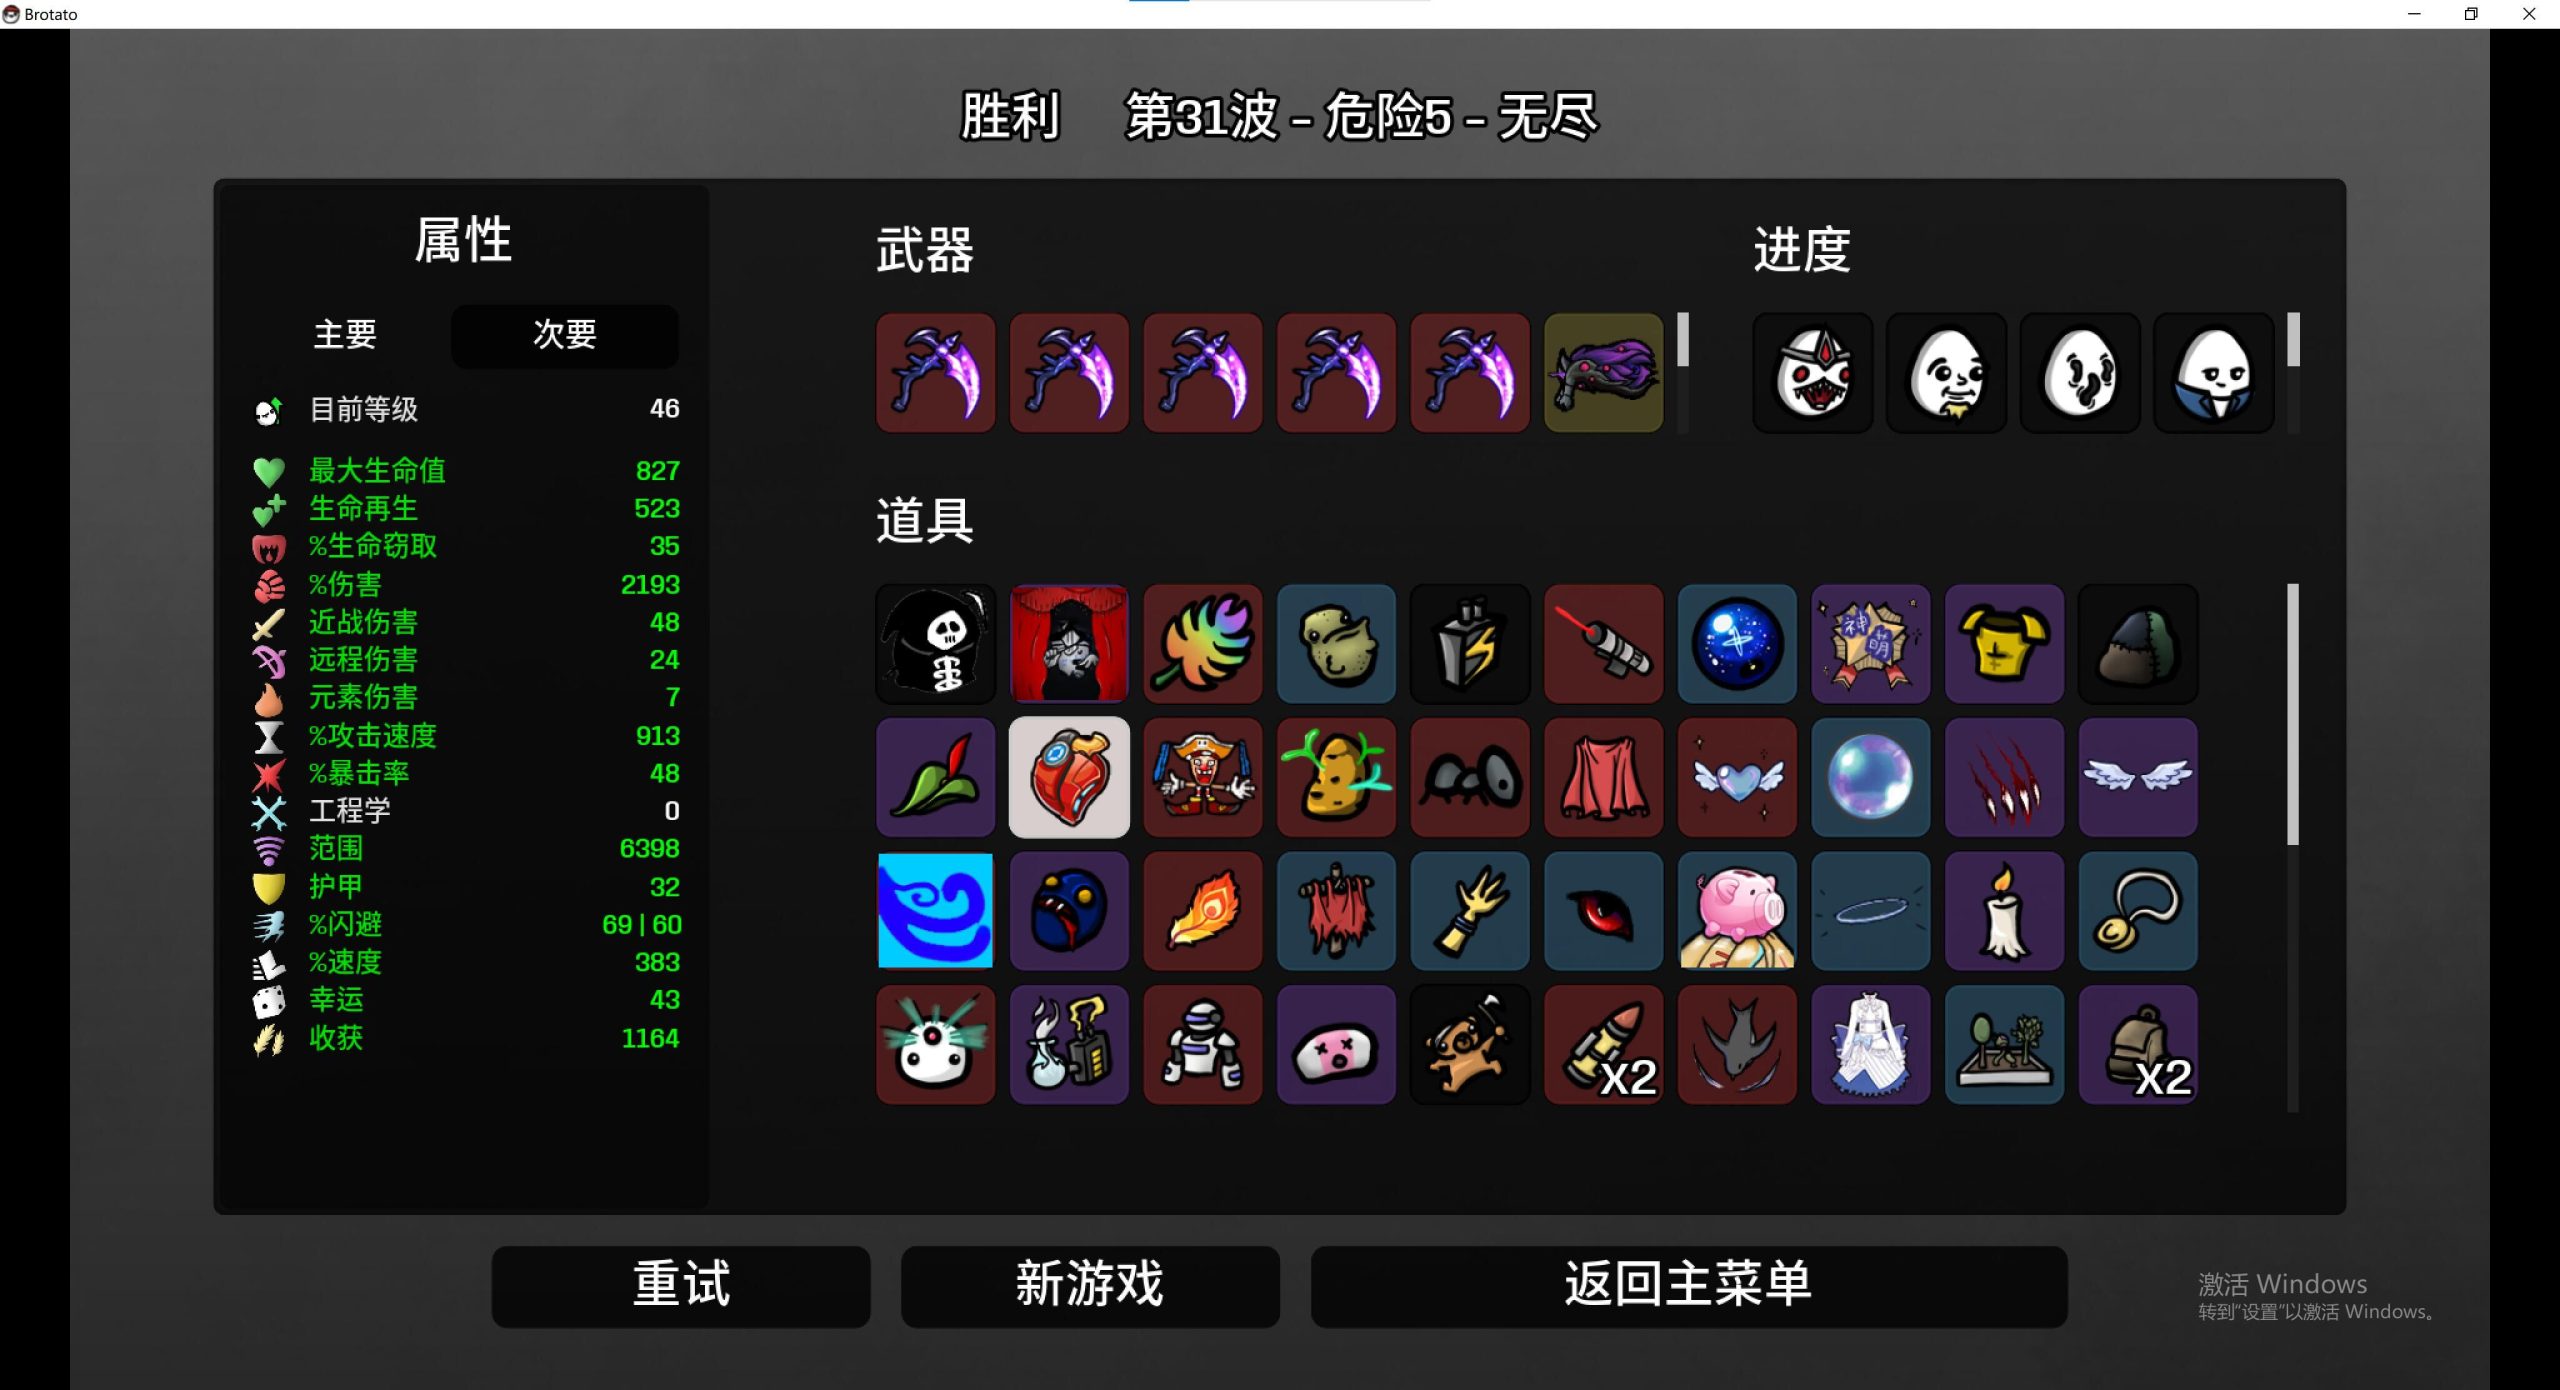 Brotato
胜利 第31波 - 危险5 - 无尽
属性
主要 次要
目前等级 46
最大生命值 827
生命再生 523
%生命窃取 35
%伤害 2193
近战伤害 48
远程伤害 24
元素伤害 7
%攻击速度 913
%暴击率 48
工程学 0
范围 6398
护甲 32
%闪避 69 | 60
%速度 383
幸运 43
收获 1164
武器
进度
道具
神萌
X2
X2
重试
新游戏
返回主菜单
激活 Windows
转到“设置”以激活 Windows。